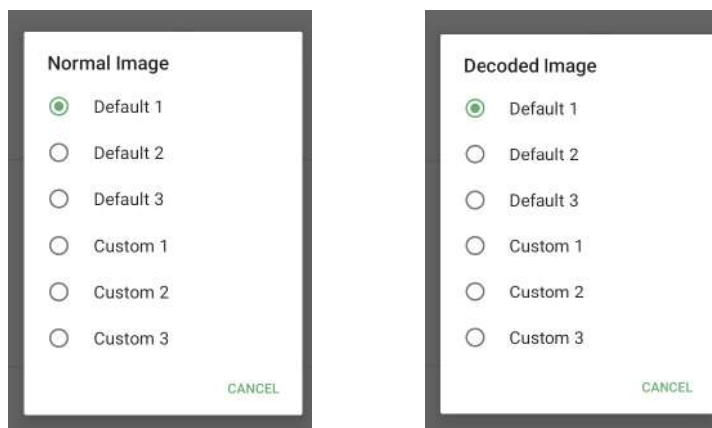 Normal Image
Default 1
Default 2
Default 3
Custom 1
Custom 2
Custom 3
CANCEL
Decoded Image
Default 1
Default 2
Default 3
Custom 1
Custom 2
Custom 3
CANCEL